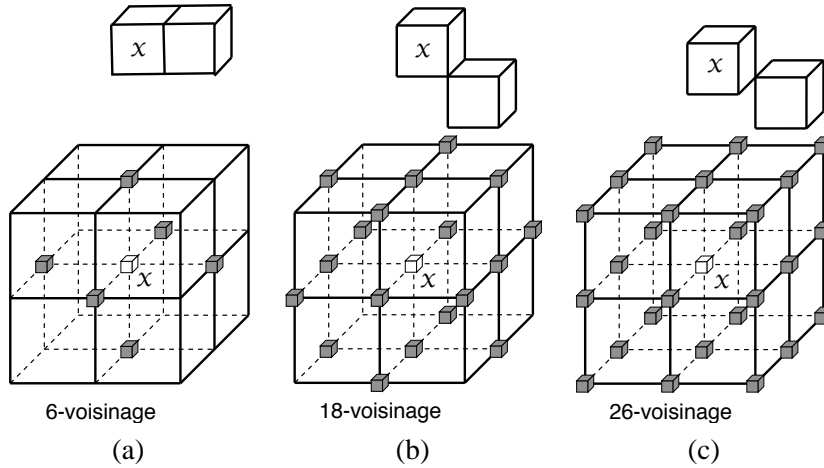 x x x
x x x
6-voisinage 18-voisinage 26-voisinage
(a) (b) (c)